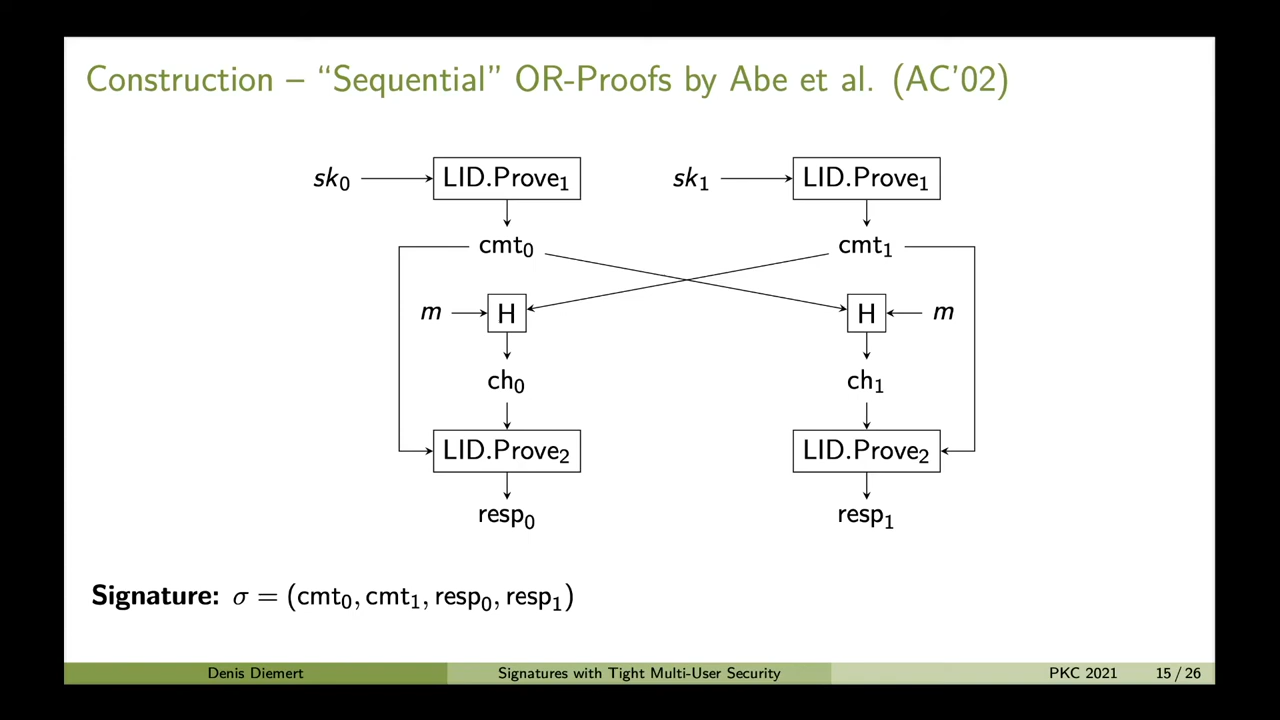 Construction – “Sequential” OR-Proofs by Abe et al. (AC’02)
sk₀ LID.Prove₁ sk₁ LID.Prove₁
cmt₀ cmt₁
m H H m
ch₀ ch₁
LID.Prove₂ LID.Prove₂
resp₀ resp₁
Signature: σ = (cmt₀, cmt₁, resp₀, resp₁)
Denis Diemert Signatures with Tight Multi-User Security PKC 2021 15 / 26